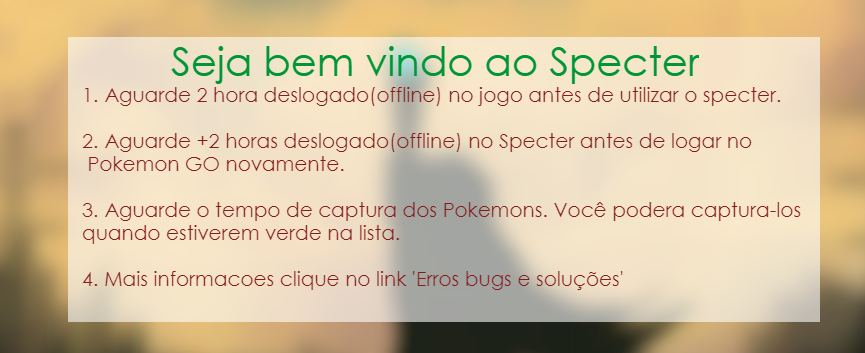 Seja bem vindo ao Specter
1. Aguarde 2 hora deslogado(offline) no jogo antes de utilizar o specter.
2. Aguarde +2 horas deslogado(offline) no Specter antes de logar no
Pokemon GO novamente.
3. Aguarde o tempo de captura dos Pokemons. Você podera captura-los
quando estiverem verde na lista.
4. Mais informacoes clique no link 'Erros bugs e soluções'